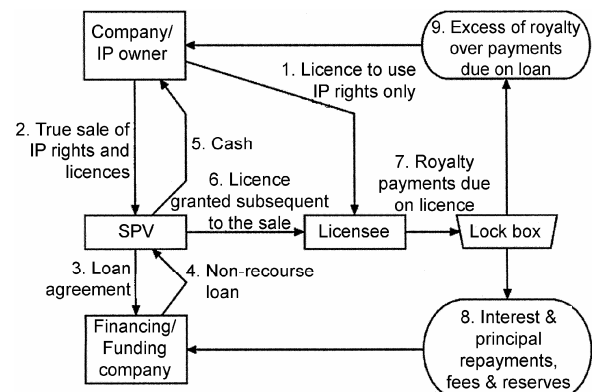 Company/
IP owner
9. Excess of royalty
over payments
due on loan
1. Licence to use
IP rights only
2. True sale of
IP rights and
licences
5. Cash
6. Licence
granted subsequent
to the sale
7. Royalty
payments due
on licence
SPV
Licensee
Lock box
3. Loan
agreement
4. Non-recourse
loan
Financing/
Funding
company
8. Interest &
principal
repayments,
fees & reserves